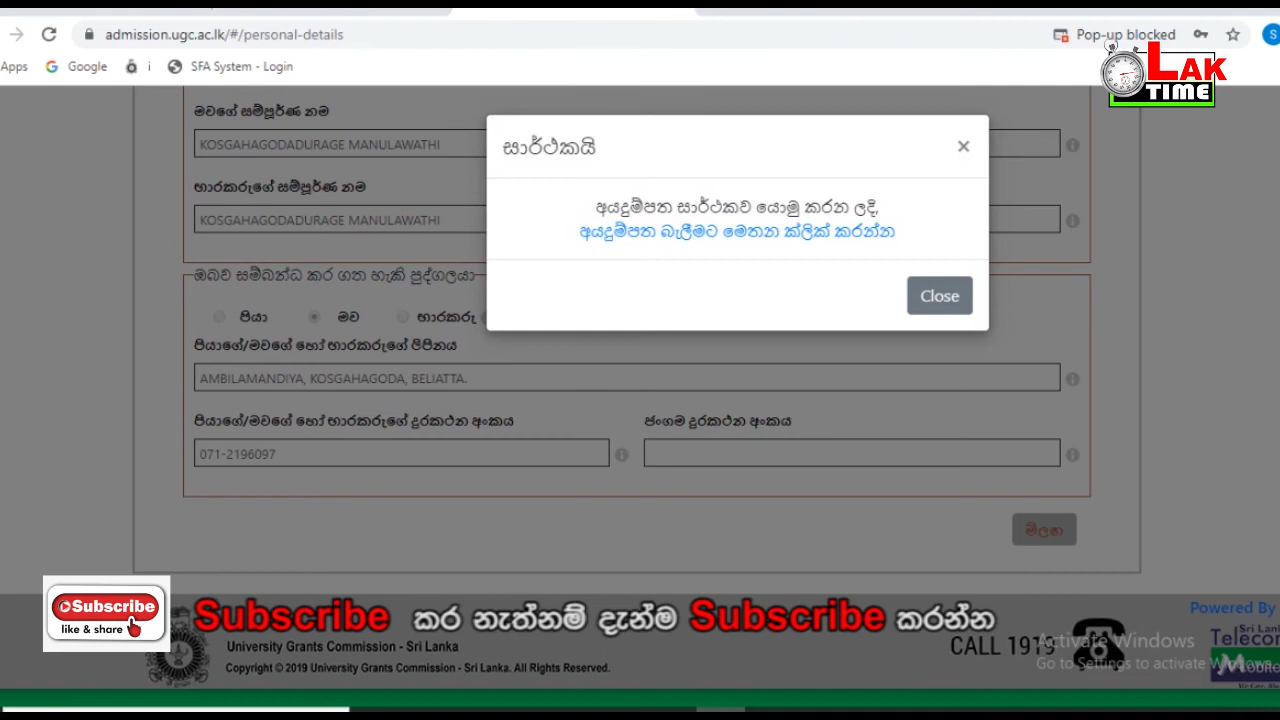 admission.ugc.ac.lk/#/personal-details
Pop-up blocked
S
Apps
Google
i
SFA System - Login
LAK
TIME
මවගේ සම්පූර්ණ නම
KOSGAHAGODADURAGE MANULAWATHI
භාරකරුගේ සම්පූර්ණ නම
KOSGAHAGODADURAGE MANULAWATHI
සාර්ථකයි
×
අයදුම්පත සාර්ථකව යොමු කරන ලදි,
අයදුම්පත බැලීමට මෙතන ක්ලික් කරන්න
Close
ඔබව සම්බන්ධ කර ගත හැකි පුද්ගලයා
පියා
මව
භාරකරු
පියාගේ/මවගේ හෝ භාරකරුගේ ලිපිනය
AMBILAMANDIYA, KOSGAHAGODA, BELIATTA.
පියාගේ/මවගේ හෝ භාරකරුගේ දුරකථන අංකය
ජංගම දුරකථන අංකය
071-2196097
මීලඟ
Subscribe
like & share
Subscribe කර නැත්නම් දැන්ම Subscribe කරන්න
University Grants Commission - Sri Lanka
Copyright © 2019 University Grants Commission - Sri Lanka. All Rights Reserved.
CALL 1919
Powered By
Sri Lan
Telecom
Activate Windows
Go to Settings to activate Windows.